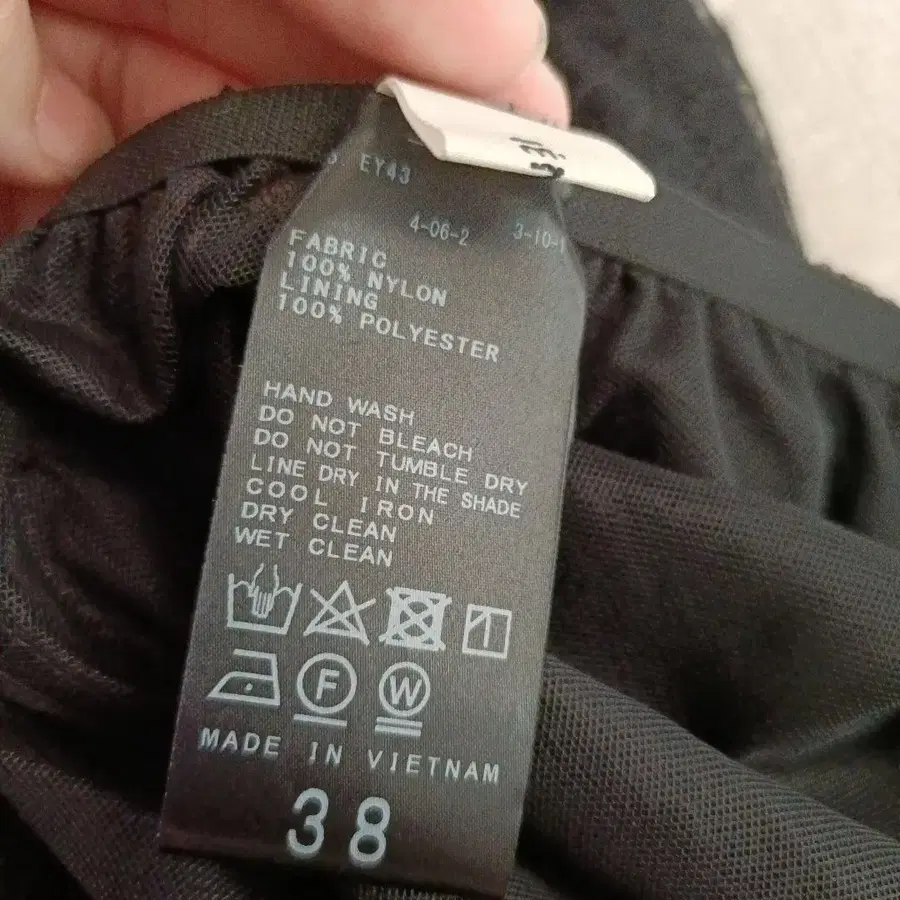 EY43
4-06-2 3-10-1
FABRIC
100% NYLON
LINING
100% POLYESTER
HAND WASH
DO NOT BLEACH
DO NOT TUMBLE DRY
LINE DRY IN THE SHADE
COOL IRON
DRY CLEAN
WET CLEAN
F W
MADE IN VIETNAM
38